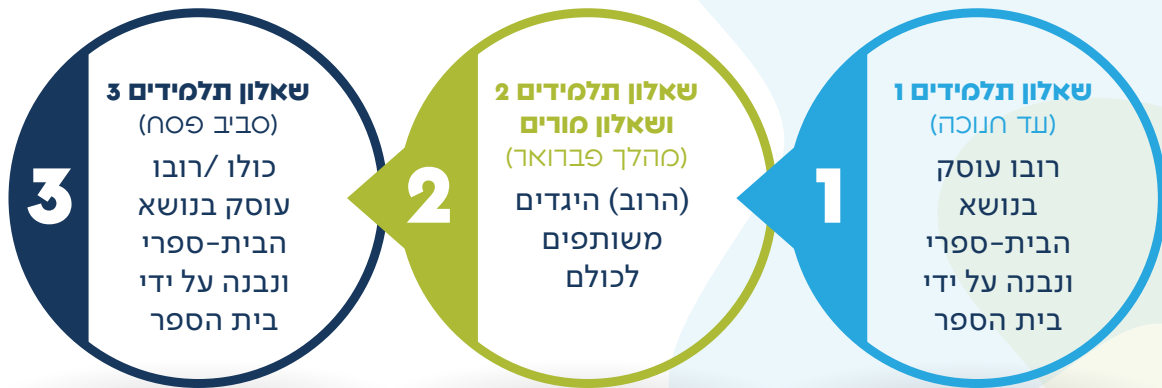 שאלון תלמידים 1
(עד חנוכה)
רובו עוסק
בנושא
הבית-ספרי
ונבנה על ידי
בית הספר
1
שאלון תלמידים 2
ושאלון מורים
(מהלך פברואר)
(הרוב) היגדים
משותפים
לכולם
2
שאלון תלמידים 3
(סביב פסח)
כולו /רובו
עוסק בנושא
הבית-ספרי
ונבנה על ידי
בית הספר
3